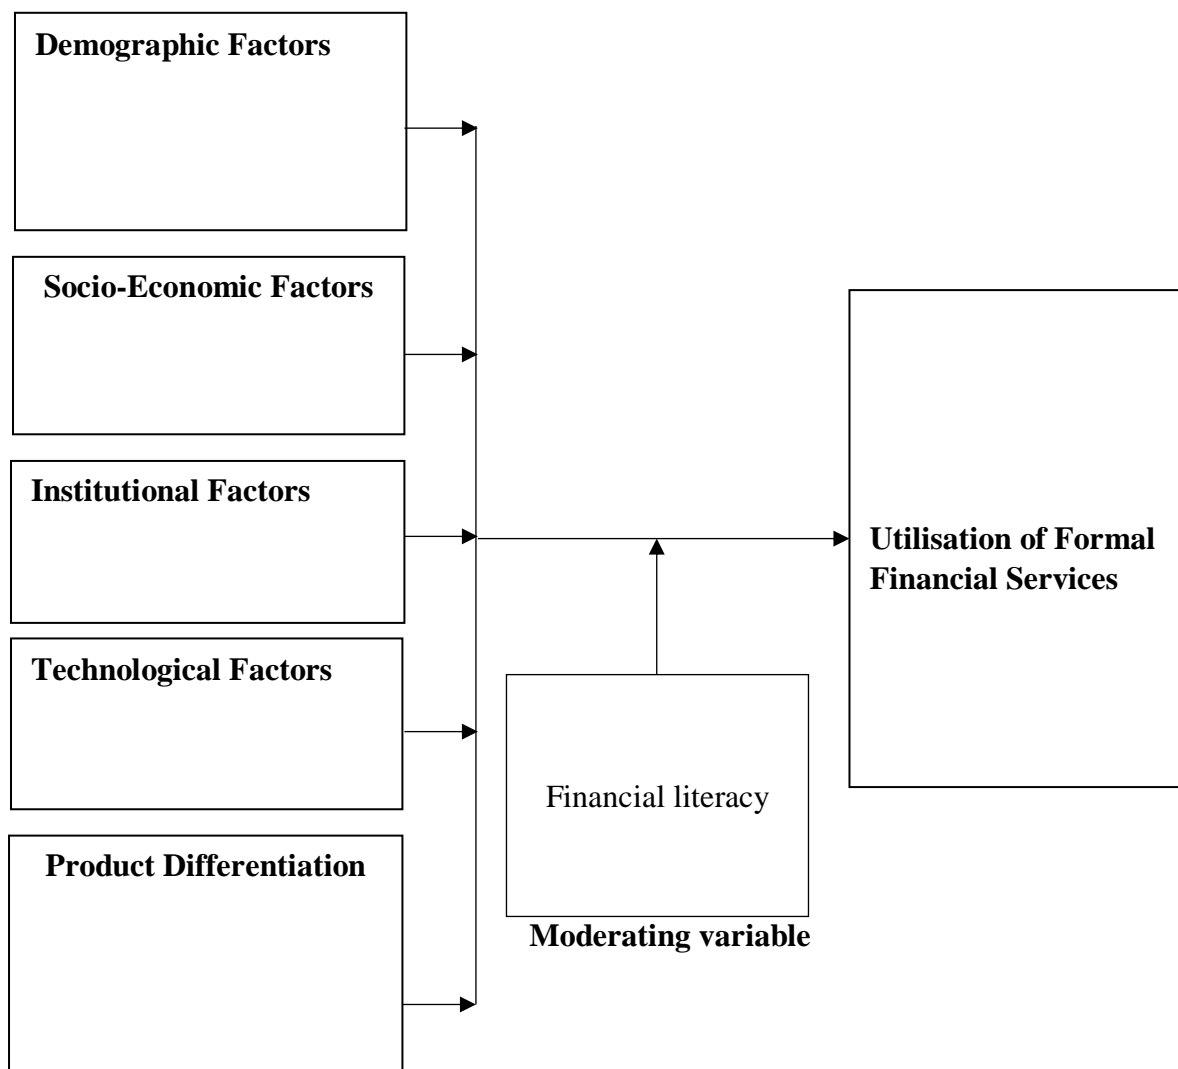 Demographic Factors
Socio-Economic Factors
Institutional Factors
Technological Factors
Product Differentiation
Financial literacy
Moderating variable
Utilisation of Formal
Financial Services